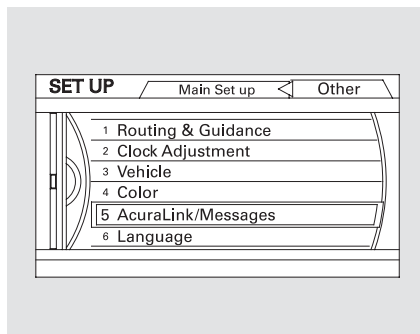 SET UP Main Set up Other
1 Routing & Guidance
2 Clock Adjustment
3 Vehicle
4 Color
5 AcuraLink/Messages
6 Language